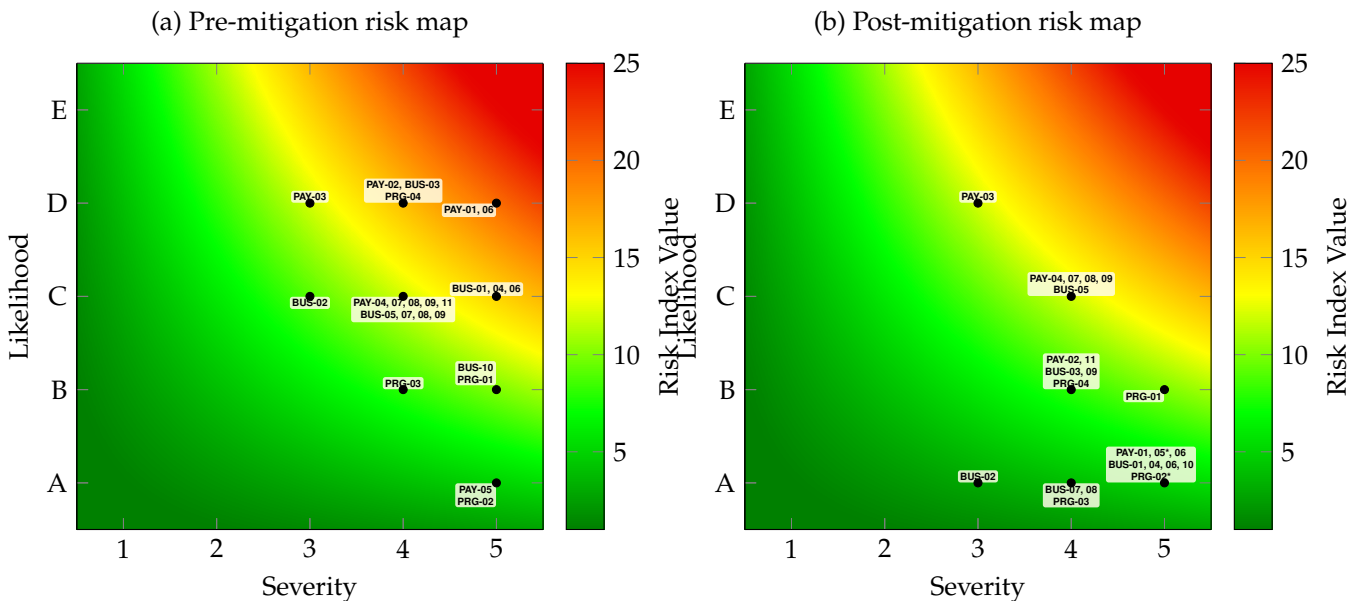 (a) Pre-mitigation risk map
E
D
C
B
A
Likelihood
PAY-03
PAY-02, BUS-03
PRG-04
PAY-01, 06
BUS-02
PAY-04, 07, 08, 09, 11
BUS-05, 07, 08, 09
BUS-01, 04, 06
PRG-03
BUS-10
PRG-01
PAY-05
PRG-02
1 2 3 4 5
Severity
25
20
15
10
5
Risk Index Value
(b) Post-mitigation risk map
E
D
C
B
A
Likelihood
PAY-03
PAY-04, 07, 08, 09
BUS-05
PAY-02, 11
BUS-03, 09
PRG-04
PRG-01
BUS-02
BUS-07, 08
PRG-03
PAY-01, 05*, 06
BUS-01, 04, 06, 10
PRG-02*
1 2 3 4 5
Severity
25
20
15
10
5
Risk Index Value